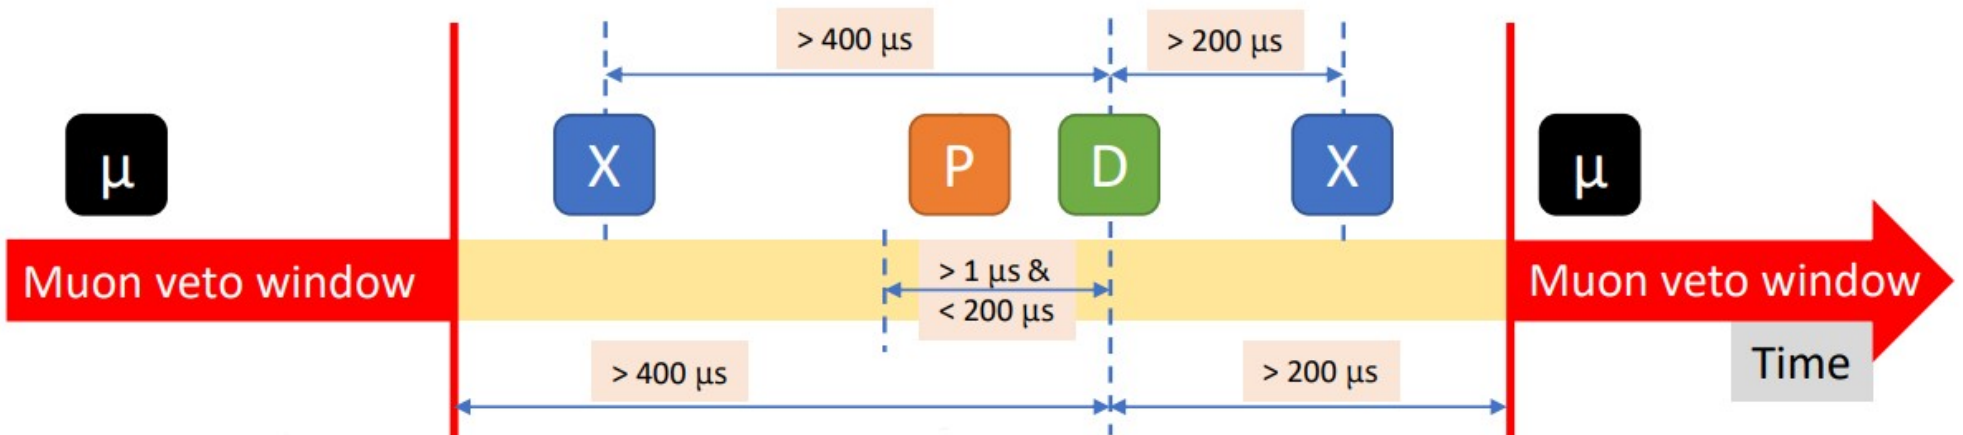 > 400 μs
> 200 μs
μ
X
P
D
X
μ
Muon veto window
> 1 μs &
< 200 μs
Muon veto window
> 400 μs
> 200 μs
Time